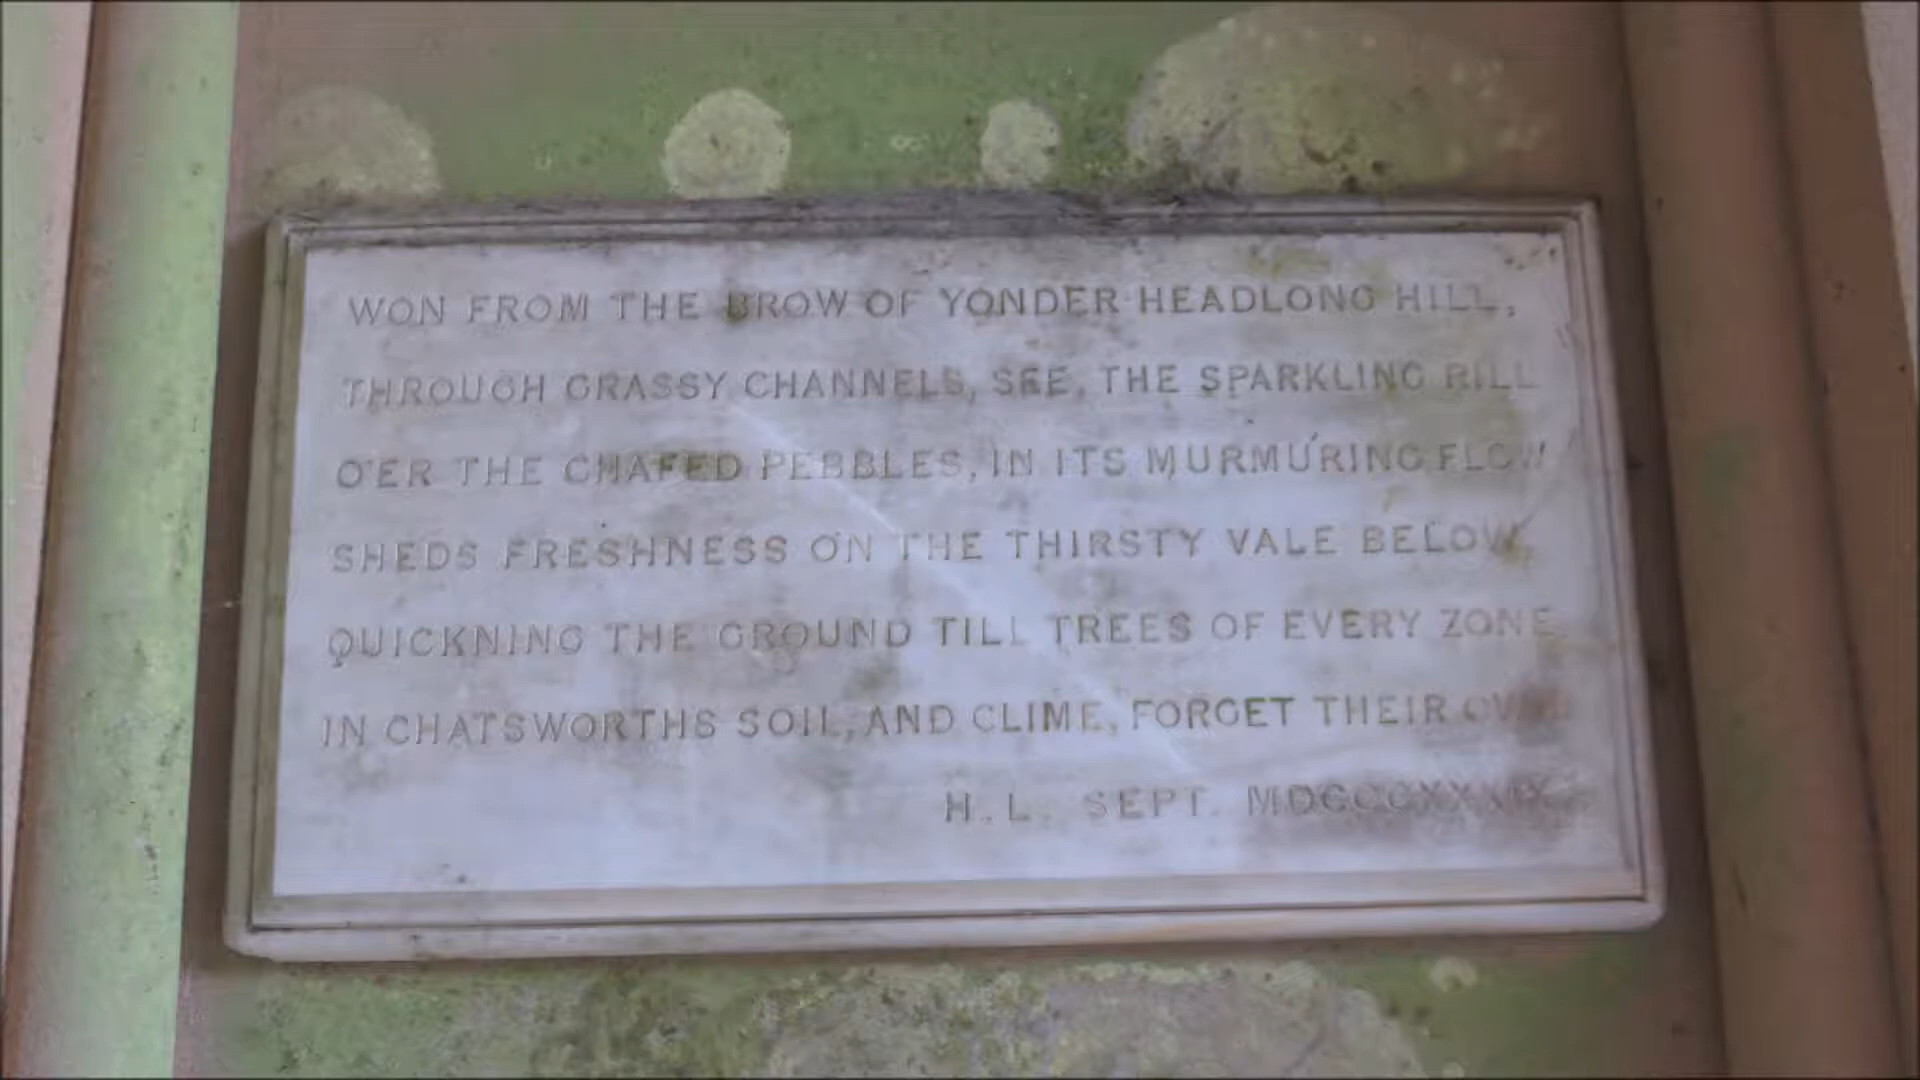 WON FROM THE BROW OF YONDER HEADLONG HILL,
THROUGH GRASSY CHANNELS, SEE, THE SPARKLING RILL
O'ER THE CHAFED PEBBLES, IN ITS MURMURING FLOW
SHEDS FRESHNESS ON THE THIRSTY VALE BELOW,
QUICKNING THE GROUND TILL TREES OF EVERY ZONE
IN CHATSWORTHS SOIL, AND CLIME, FORGET THEIR OWN
H. L. SEPT.